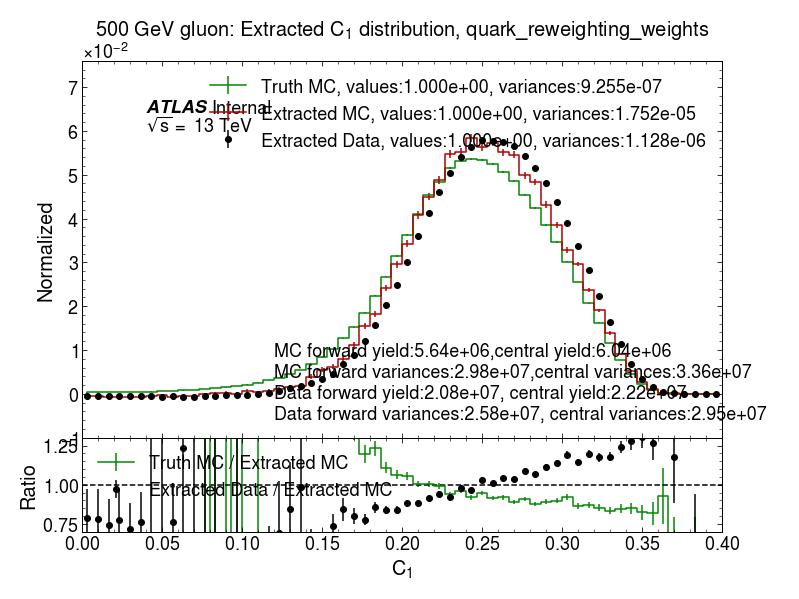 500 GeV gluon: Extracted C₁ distribution, quark_reweighting_weights
×10⁻²
Truth MC, values:1.000e+00, variances:9.255e-07
ATLAS Internal
Extracted MC, values:1.000e+00, variances:1.752e-05
√s = 13 TeV
Extracted Data, values:1.000e+00, variances:1.128e-06
7
6
5
4
3
2
1
0
-1
Normalized
MC forward yield:5.64e+06,central yield:6.04e+06
MC forward variances:2.98e+07,central variances:3.36e+07
Data forward yield:2.08e+07, central yield:2.22e+07
Data forward variances:2.58e+07, central variances:2.95e+07
1.25
1.00
0.75
Ratio
Truth MC / Extracted MC
Extracted Data / Extracted MC
0.00 0.05 0.10 0.15 0.20 0.25 0.30 0.35 0.40
C₁